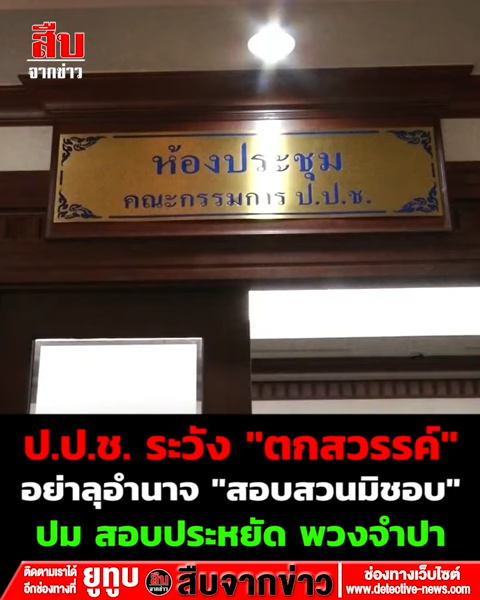 สืบ
จากข่าว
ห้องประชุม
คณะกรรมการ ป.ป.ช.
ป.ป.ช. ระวัง "ตกสวรรค์"
อย่าลุอำนาจ "สอบสวนมิชอบ"
ปม สอบประหยัด พวงจำปา
ติดตามเราได้
อีกช่องทางที่
ยูทูบ
สืบ
จากข่าว
สืบจากข่าว
ช่องทางเว็บไซต์
www.detective-news.com